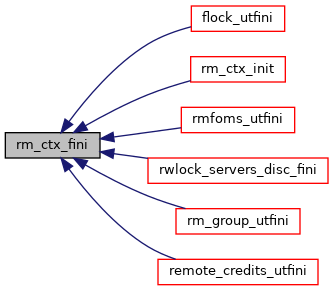 flock_utfini
rm_ctx_init
rmfoms_utfini
rm_ctx_fini
rwlock_servers_disc_fini
rm_group_utfini
remote_credits_utfini